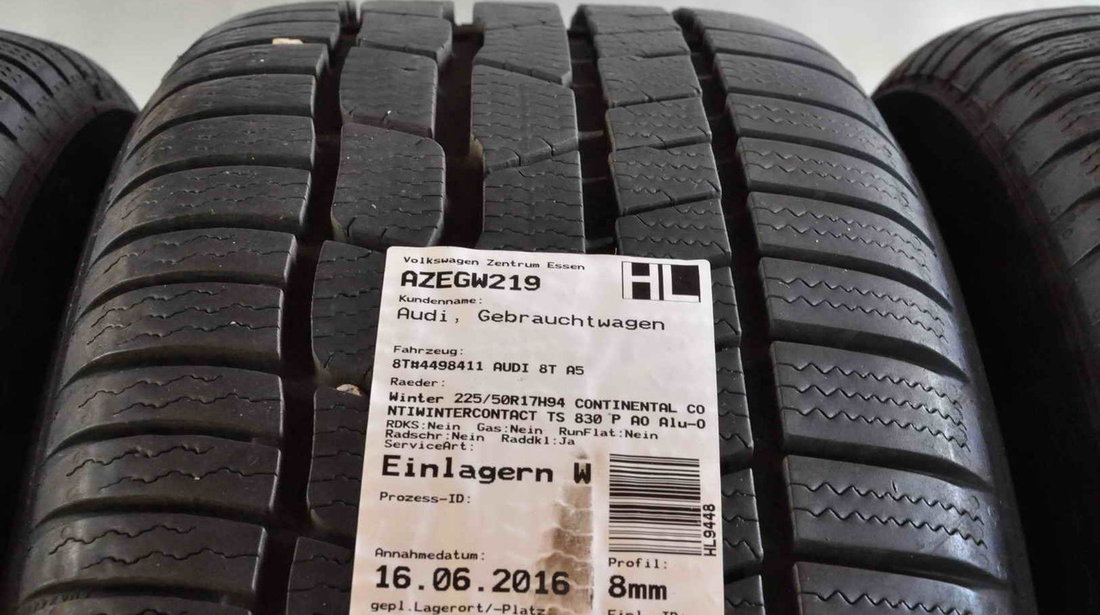 Volkswagen Zentrum Essen
HL
AZEGW219
Kundenname:
Audi, Gebrauchtwagen
Fahrzeug:
8T#4498411 AUDI 8T A5
Raeder:
Winter 225/50R17H94 CONTINENTAL CO
NTIWINTERCONTACT TS 830 P AO Alu-O
RDKS:Nein Gas:Nein RunFlat:Nein
Radschr:Nein Raddkl:Ja
ServiceArt:
Einlagern W
Prozess-ID:
HL9448
Annahmedatum:
16.06.2016
Profil:
8mm
gepl.Lagerort/-Platz: